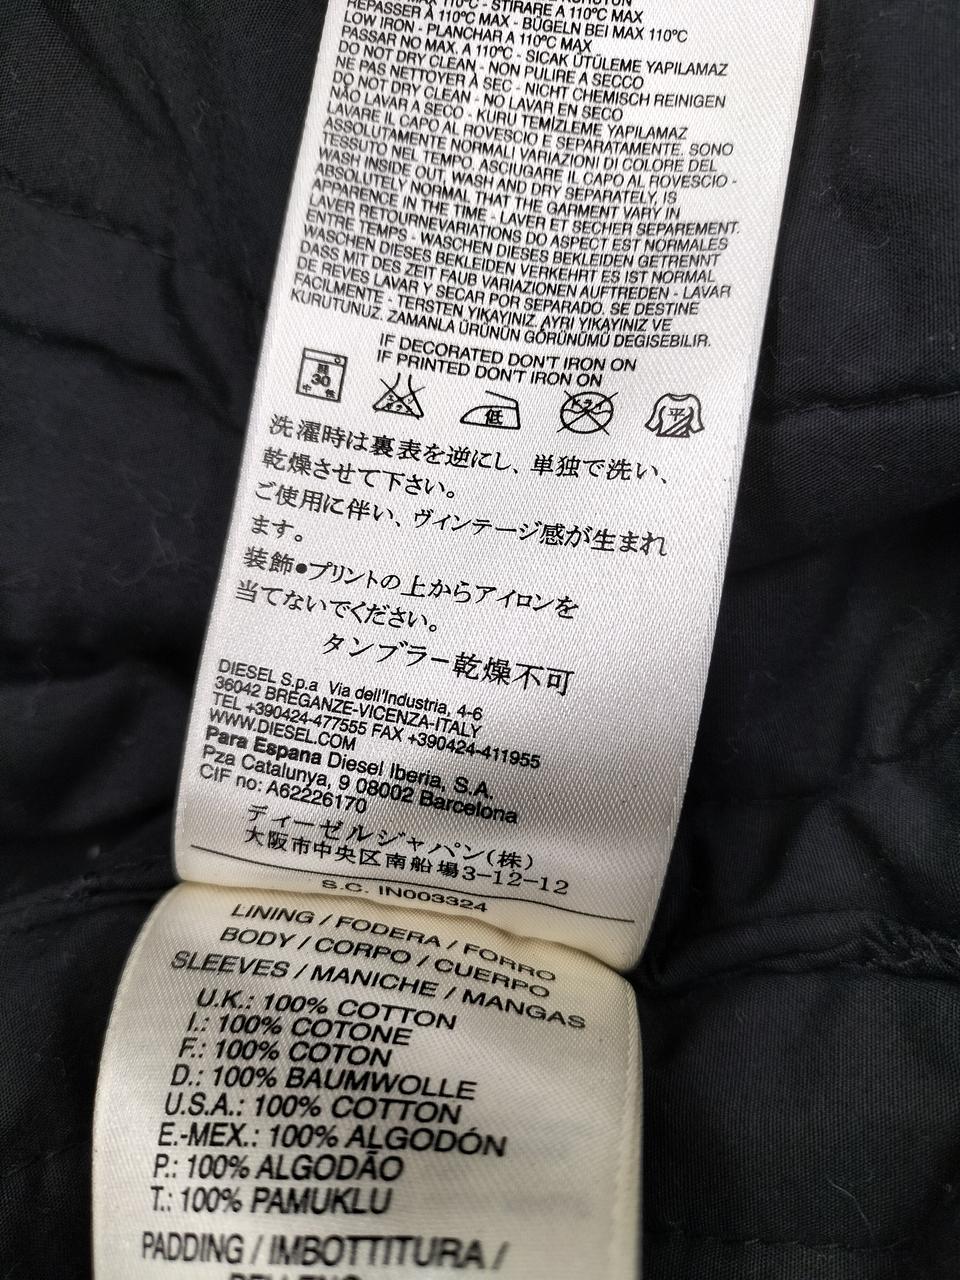 MAX 110°C - STIRARE A 110°C MAX
REPASSER À 110°C MAX - BÜGELN BEI MAX 110°C
LOW IRON - PLANCHAR A 110°C MAX
PASSAR NO MAX. A 110°C - SICAK ÜTÜLEME YAPILAMAZ
DO NOT DRY CLEAN - NON PULIRE A SECCO
NE PAS NETTOYER À SEC - NICHT CHEMISCH REINIGEN
DO NOT DRY CLEAN - NO LAVAR EN SECO
NÃO LAVAR A SECO - KURU TEMİZLEME YAPILAMAZ
LAVARE IL CAPO AL ROVESCIO E SEPARATAMENTE. SONO
ASSOLUTAMENTE NORMALI VARIAZIONI DI COLORE DEL
TESSUTO NEL TEMPO. ASCIUGARE IL CAPO AL ROVESCIO -
WASH INSIDE OUT, WASH AND DRY SEPARATELY, IS
ABSOLUTELY NORMAL THAT THE GARMENT VARY IN
APPARENCE IN THE TIME - LAVER ET SECHER SEPAREMENT.
LAVER RETOURNEVARIATIONS DO ASPECT EST NORMALES
ENTRE TEMPS - WASCHEN DIESES BEKLEIDEN GETRENNT
WASCHEN DIESES BEKLEIDEN VERKEHRT ES IST NORMAL
DASS MIT DES ZEIT FAUB VARIAZIONEN AUFTREDEN - LAVAR
DE REVES LAVAR Y SECAR POR SEPARADO. SE DESTINE
FACILMENTE - TERSTEN YIKAYINIZ. AYRI YIKAYINIZ VE
KURUTUNUZ. ZAMANLA ÜRÜNÜN GÖRÜNÜMÜ DEGISEBILIR.
IF DECORATED DON'T IRON ON
IF PRINTED DON'T IRON ON
30
中性
低
ドライ
平
洗濯時は裏表を逆にし、単独で洗い、
乾燥させて下さい。
ご使用に伴い、ヴィンテージ感が生まれ
ます。
装飾●プリントの上からアイロンを
当てないでください。
タンブラー乾燥不可
DIESEL S.p.a Via dell'Industria, 4-6
36042 BREGANZE-VICENZA-ITALY
TEL +390424-477555 FAX +390424-411955
WWW.DIESEL.COM
Para Espana Diesel Iberia, S.A.
Pza Catalunya, 9 08002 Barcelona
CIF no: A62226170
ディーゼルジャパン(株)
大阪市中央区南船場3-12-12
S.C. IN003324
LINING / FODERA / FORRO
BODY / CORPO / CUERPO
SLEEVES / MANICHE / MANGAS
U.K.: 100% COTTON
I.: 100% COTONE
F.: 100% COTON
D.: 100% BAUMWOLLE
U.S.A.: 100% COTTON
E.-MEX.: 100% ALGODÓN
P.: 100% ALGODÃO
T.: 100% PAMUKLU
PADDING / IMBOTTITURA /